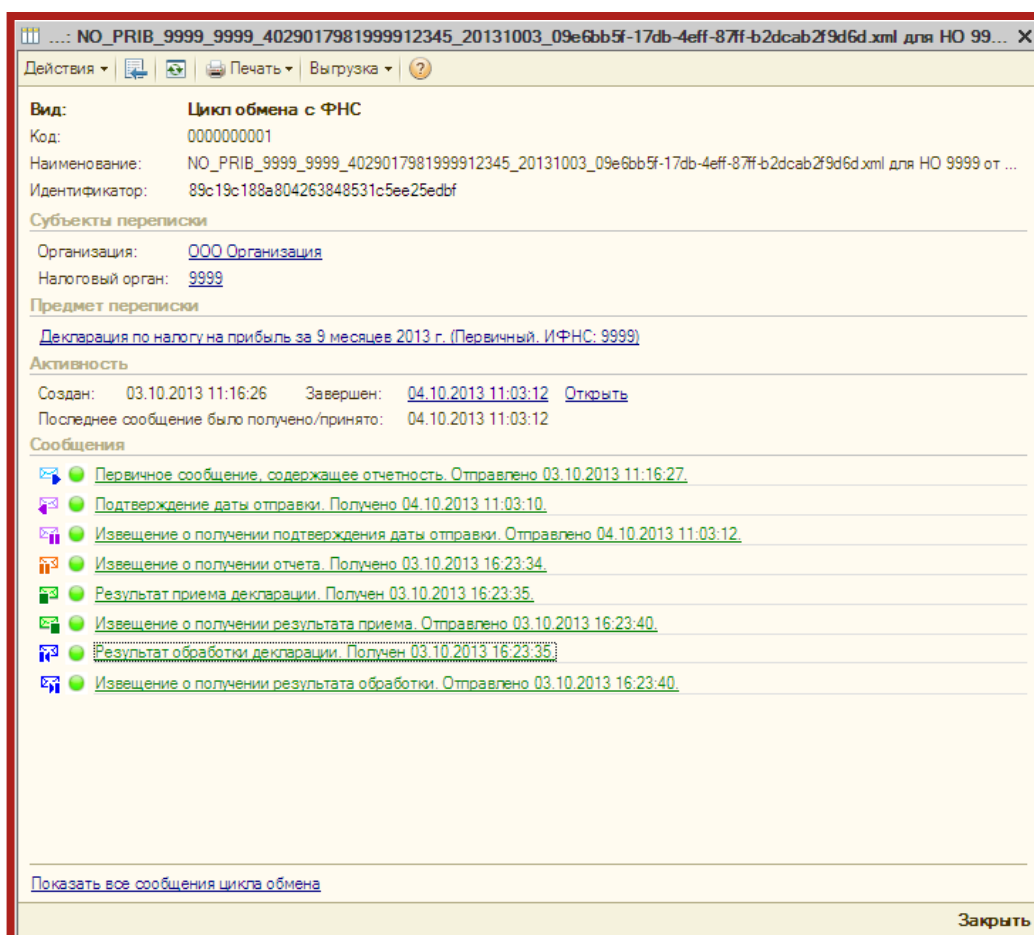 ...: NO_PRIB_9999_9999_4029017981999912345_20131003_09e6bb5f-17db-4eff-87ff-b2dcab2f9d6d.xml для НО 99...
Действия Печать Выгрузка ?
Вид: Цикл обмена с ФНС
Код: 0000000001
Наименование: NO_PRIB_9999_9999_4029017981999912345_20131003_09e6bb5f-17db-4eff-87ff-b2dcab2f9d6d.xml для НО 9999 от ...
Идентификатор: 89c19c188a804263848531c5ee25edbf
Субъекты переписки
Организация: ООО Организация
Налоговый орган: 9999
Предмет переписки
Декларация по налогу на прибыль за 9 месяцев 2013 г. (Первичный. ИФНС: 9999)
Активность
Создан: 03.10.2013 11:16:26 Завершен: 04.10.2013 11:03:12 Открыть
Последнее сообщение было получено/принято: 04.10.2013 11:03:12
Сообщения
Первичное сообщение, содержащее отчетность. Отправлено 03.10.2013 11:16:27.
Подтверждение даты отправки. Получено 04.10.2013 11:03:10.
Извещение о получении подтверждения даты отправки. Отправлено 04.10.2013 11:03:12.
Извещение о получении отчета. Получено 03.10.2013 16:23:34.
Результат приема декларации. Получен 03.10.2013 16:23:35.
Извещение о получении результата приема. Отправлено 03.10.2013 16:23:40.
Результат обработки декларации. Получен 03.10.2013 16:23:35.
Извещение о получении результата обработки. Отправлено 03.10.2013 16:23:40.
Показать все сообщения цикла обмена
Закрыть